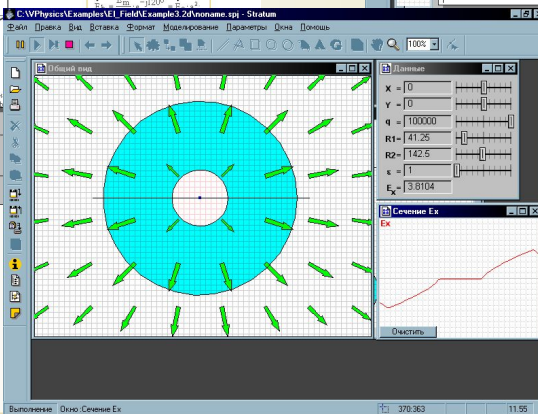 C:\VPhysics\Examples\El_Field\Example3.2d\noname.spj - Stratum
Файл Правка Вид Вставка Формат Моделирование Параметры Окна Помощь
100%
Общий вид
Данные
X = 0
Y = 0
q = 100000
R1= 41.25
R2= 142.5
ε = 1
Ex= 3.8104
Сечение Ex
Ex
Очистить
Выполнение Окно:Сечение Ex 370:363 11.55